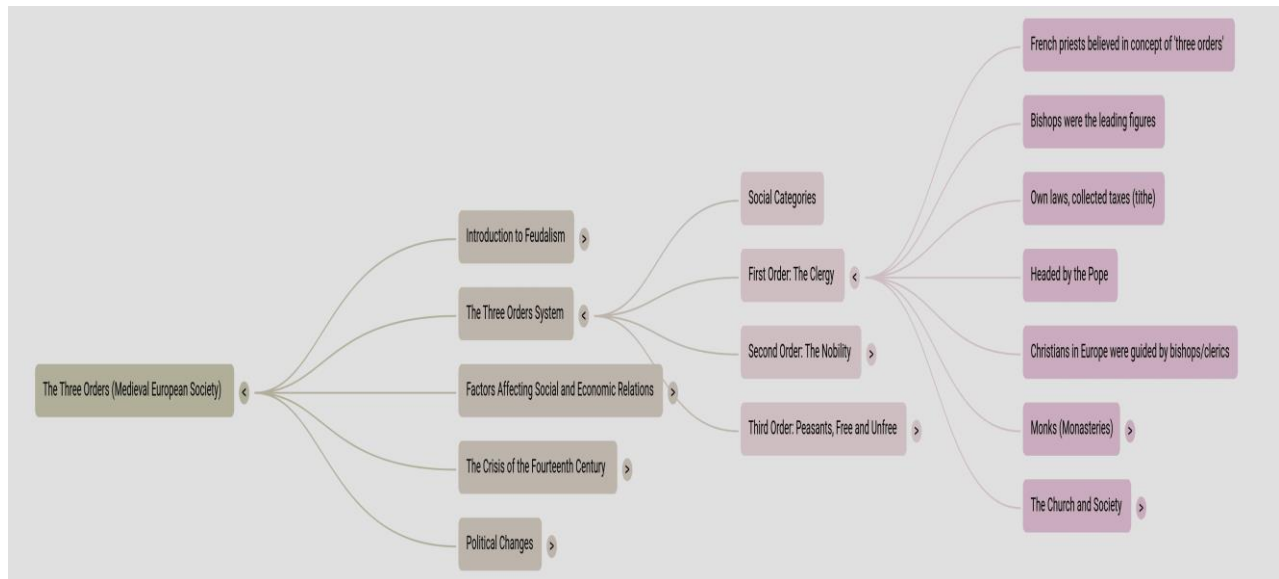 The Three Orders (Medieval European Society)
Introduction to Feudalism
The Three Orders System
Factors Affecting Social and Economic Relations
The Crisis of the Fourteenth Century
Political Changes
Social Categories
First Order: The Clergy
Second Order: The Nobility
Third Order: Peasants, Free and Unfree
French priests believed in concept of 'three orders'
Bishops were the leading figures
Own laws, collected taxes (tithe)
Headed by the Pope
Christians in Europe were guided by bishops/clerics
Monks (Monasteries)
The Church and Society